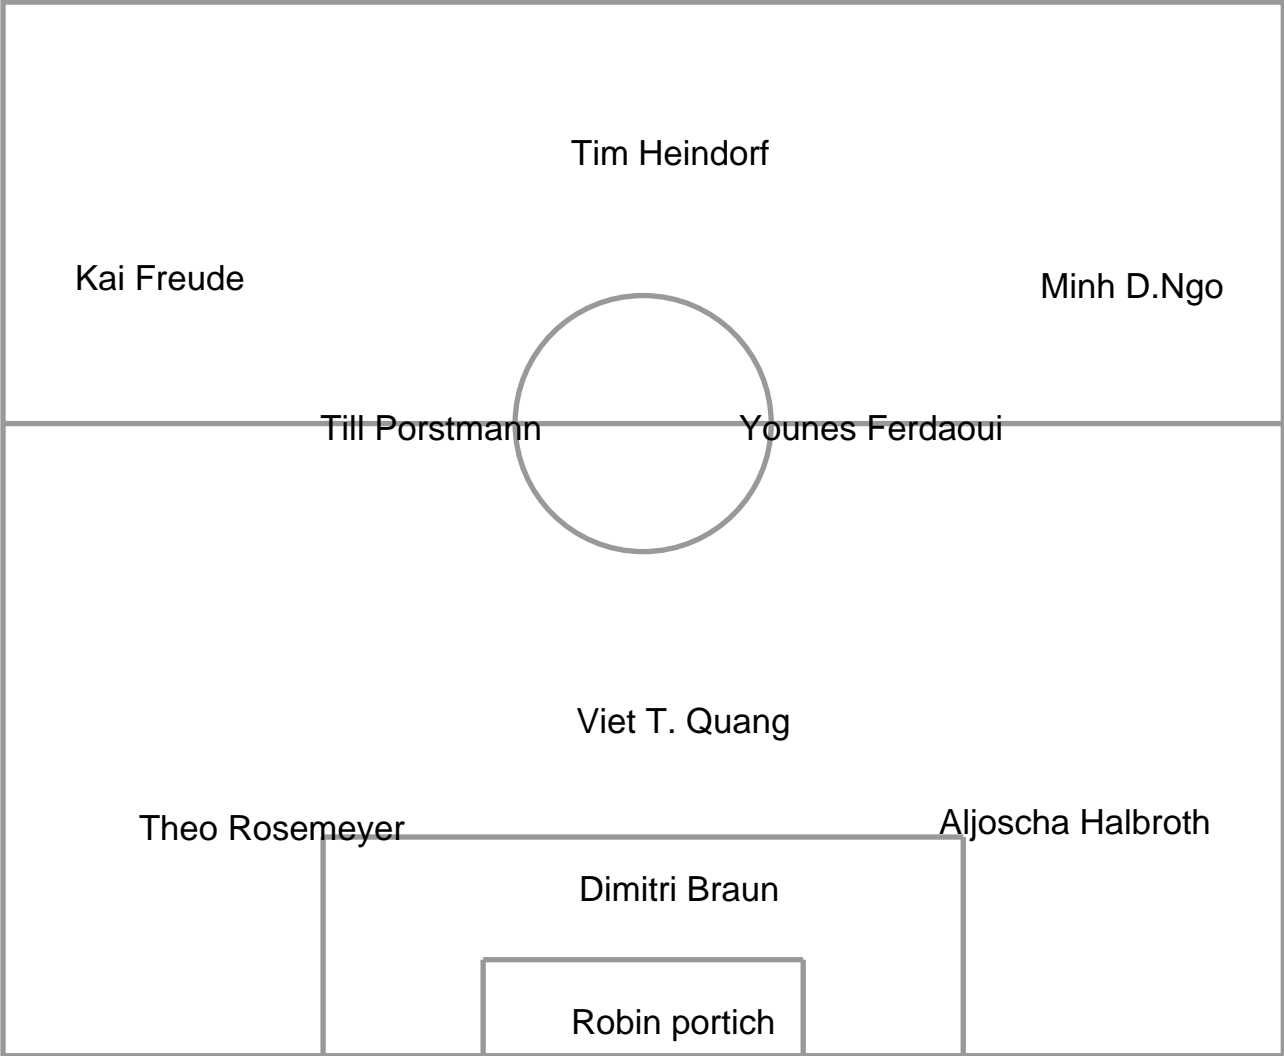 Tim Heindorf
Kai Freude
Minh D.Ngo
Till Porstmann
Younes Ferdaoui
Viet T. Quang
Theo Rosemeyer
Aljoscha Halbroth
Dimitri Braun
Robin portich